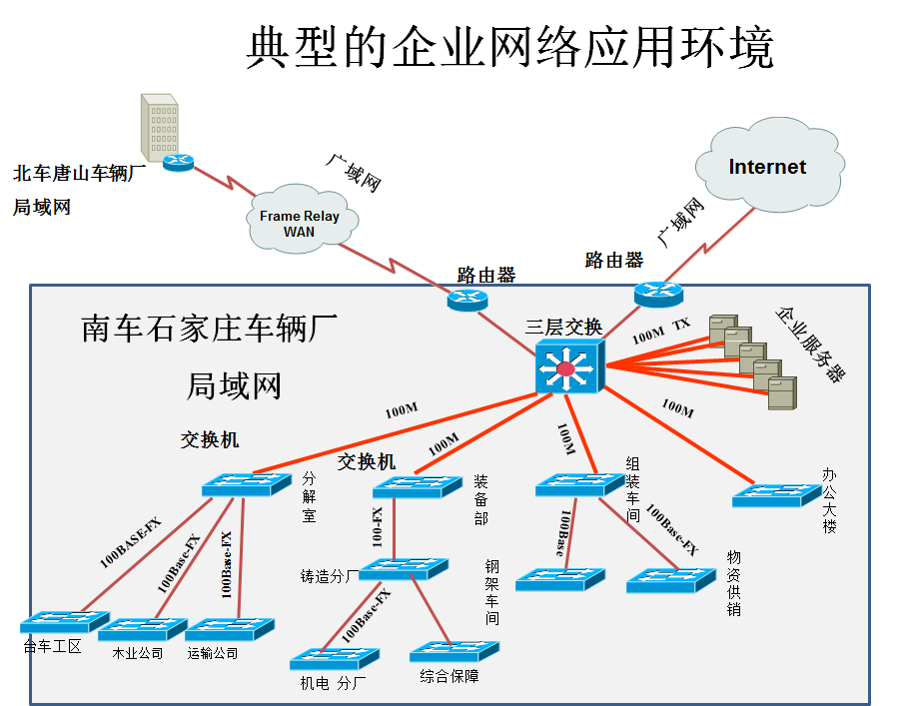 典型的企业网络应用环境
北车唐山车辆厂
局域网
广域网
Frame Relay
WAN
Internet
广域网
路由器
路由器
南车石家庄车辆厂
局域网
三层交换
100M TX
企业服务器
100M
100M
100M
100M
交换机
交换机
分解室
装备部
组装车间
办公大楼
100BASE-FX
100Base-FX
100Base-FX
100-FX
100Base
100Base-FX
铸造分厂
钢架车间
物资供销
100Base-FX
台车工区
木业公司
运输公司
机电 分厂
综合保障